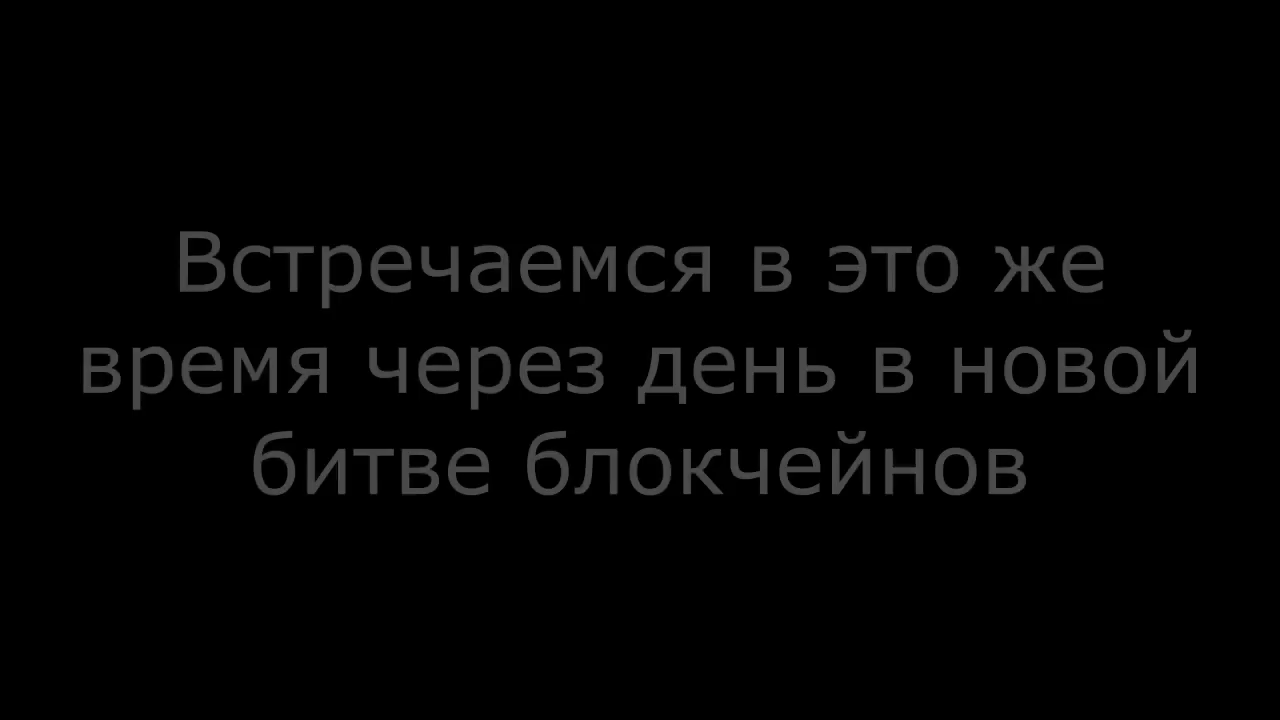 Встречаемся в это же
время через день в новой
битве блокчейнов